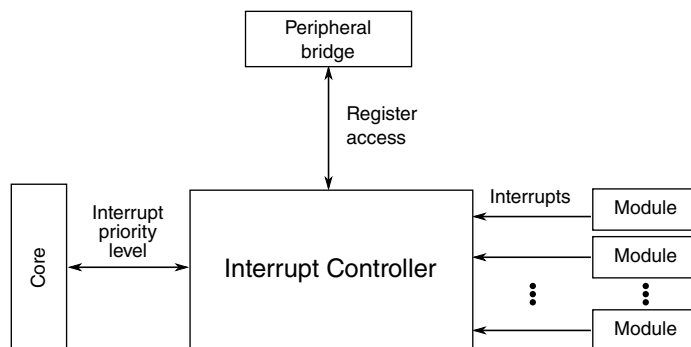 Peripheral
bridge
Register
access
Interrupts
Module
Interrupt
priority
level
Core
Interrupt Controller
Module
Module